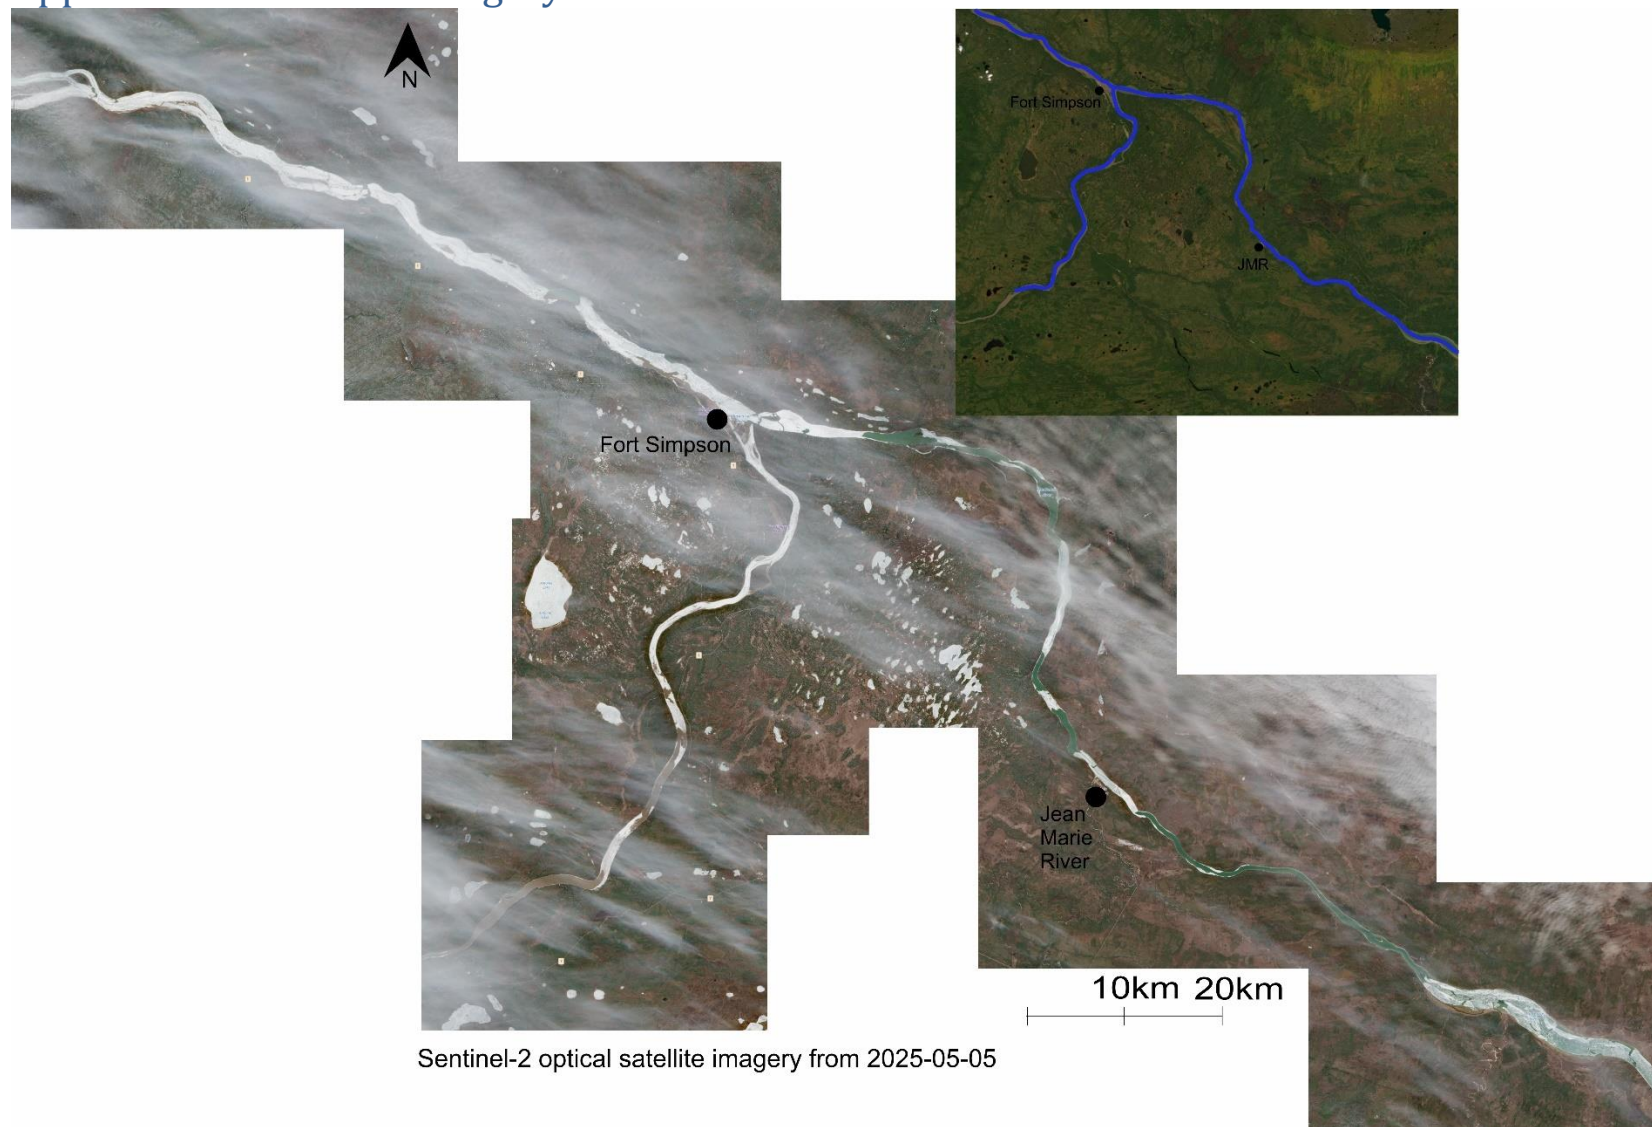 N
Fort Simpson
JMR
Fort Simpson
Jean
Marie
River
10km 20km
Sentinel-2 optical satellite imagery from 2025-05-05